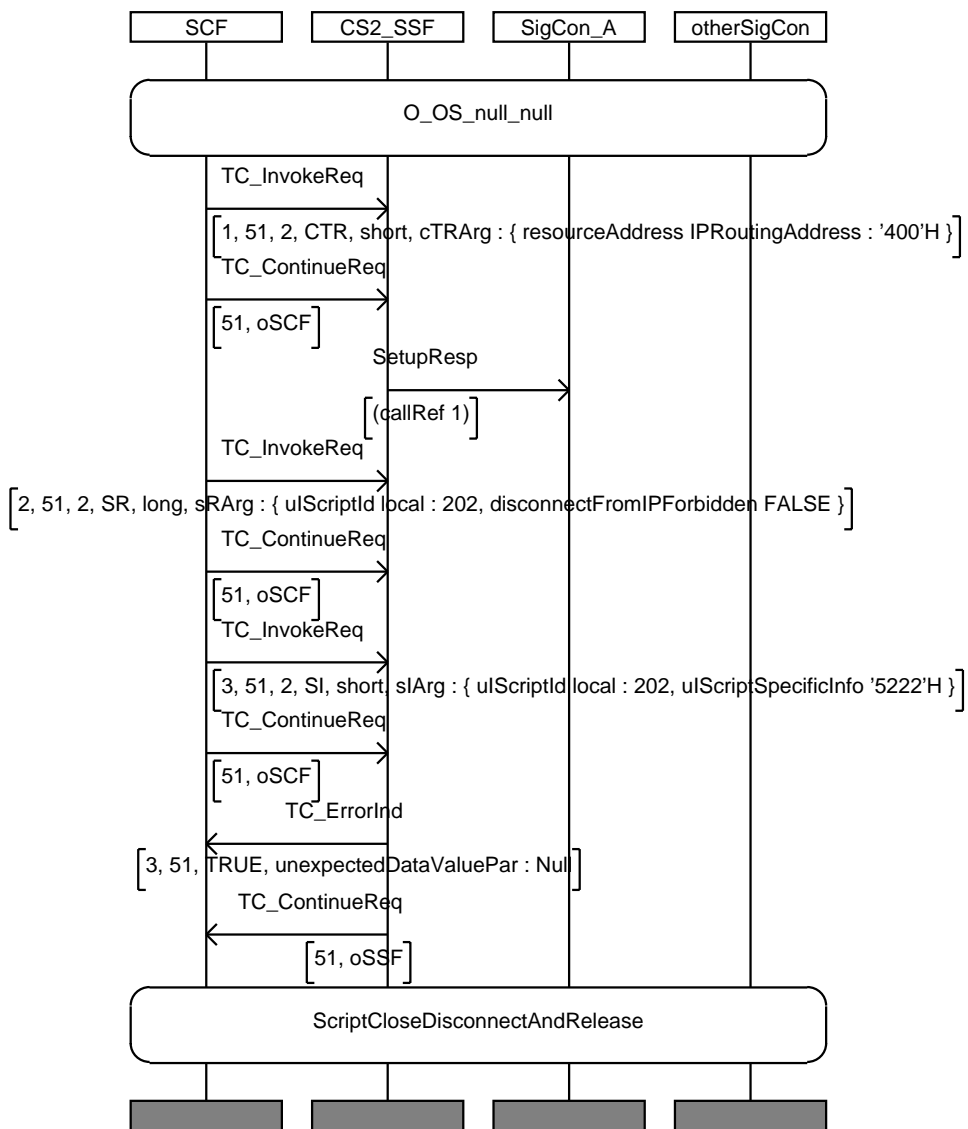 SCF CS2_SSF SigCon_A otherSigCon
O_OS_null_null
TC_InvokeReq
1, 51, 2, CTR, short, cTRArg : { resourceAddress IPRoutingAddress : '400'H }
TC_ContinueReq
51, oSCF
SetupResp
(callRef 1)
TC_InvokeReq
2, 51, 2, SR, long, sRArg : { uIScriptId local : 202, disconnectFromIPForbidden FALSE }
TC_ContinueReq
51, oSCF
TC_InvokeReq
3, 51, 2, SI, short, sIArg : { uIScriptId local : 202, uIScriptSpecificInfo '5222'H }
TC_ContinueReq
51, oSCF
TC_ErrorInd
3, 51, TRUE, unexpectedDataValuePar : Null
TC_ContinueReq
51, oSSF
ScriptCloseDisconnectAndRelease